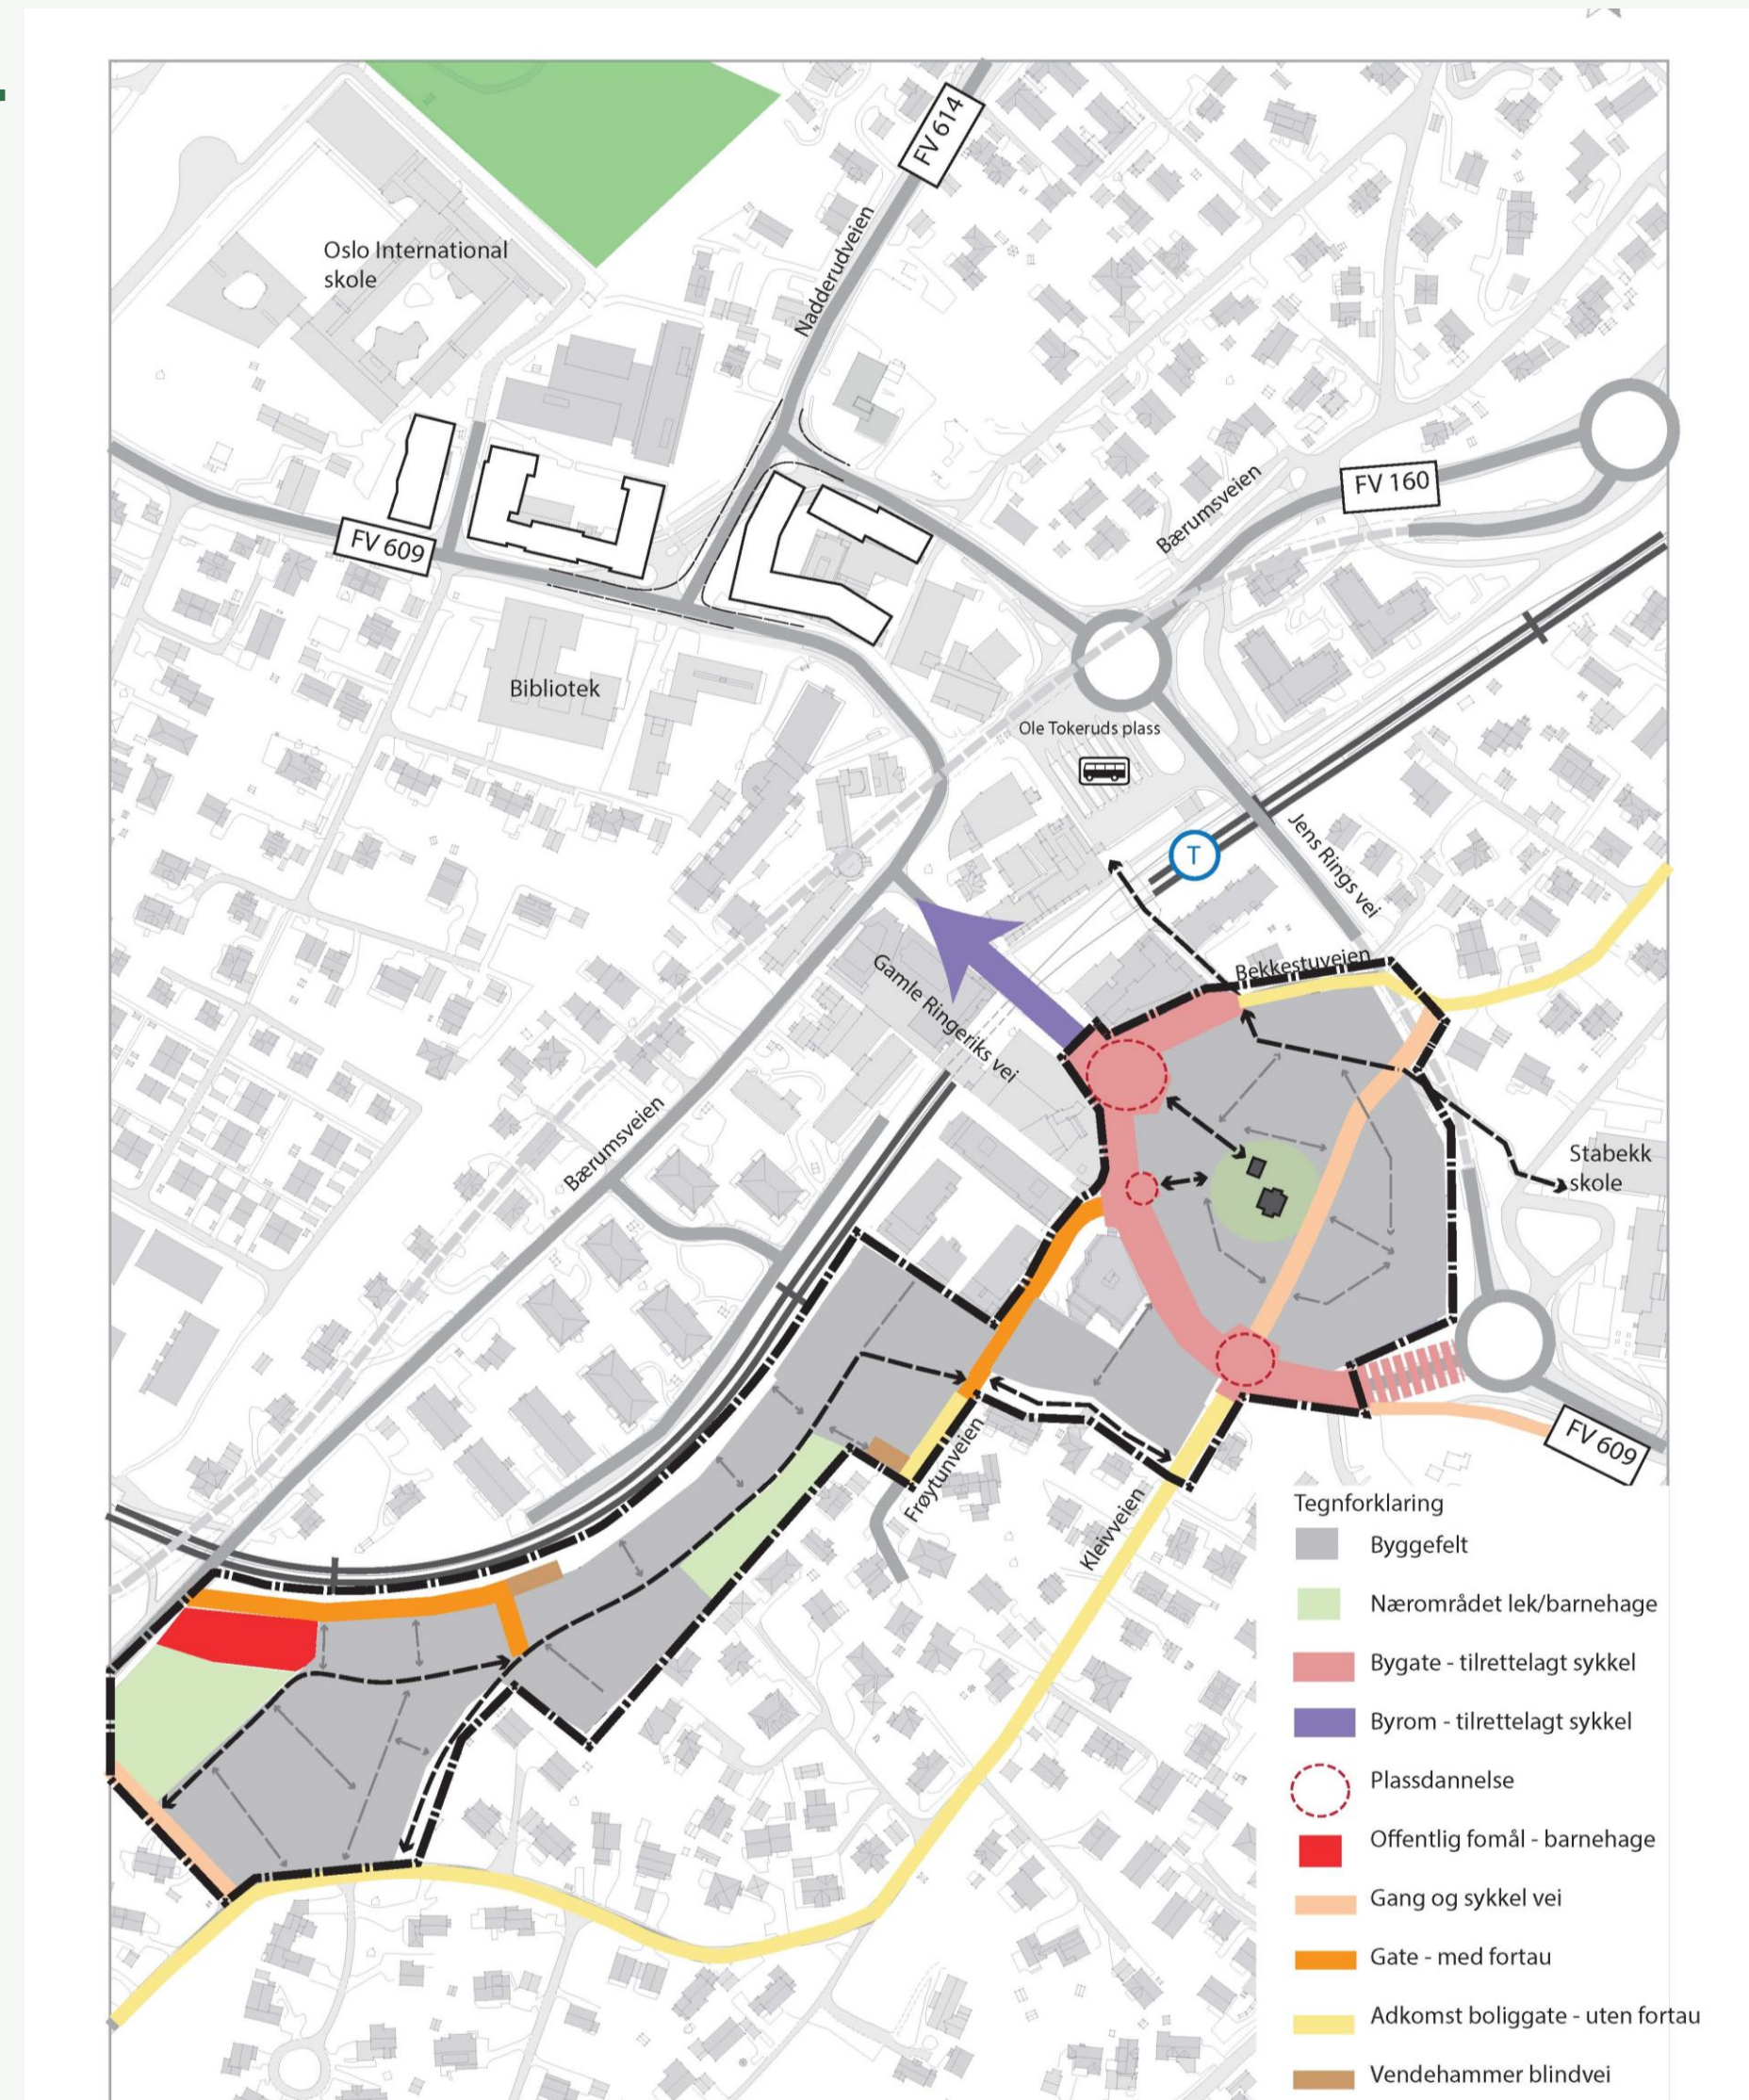 FV 614
Oslo International
skole
Nadderudveien
FV 160
Bærumsveien
FV 609
Bibliotek
Ole Tokeruds plass
T
Jens Rings vei
Bekkestuveien
Gamle Ringeriks vei
Bærumsveien
Stabekk
skole
FV 609
Frøytunveien
Kleivveien
Tegnforklaring
Byggefelt
Nærområdet lek/barnehage
Bygate - tilrettelagt sykkel
Byrom - tilrettelagt sykkel
Plassdannelse
Offentlig fomål - barnehage
Gang og sykkel vei
Gate - med fortau
Adkomst boliggate - uten fortau
Vendehammer blindvei